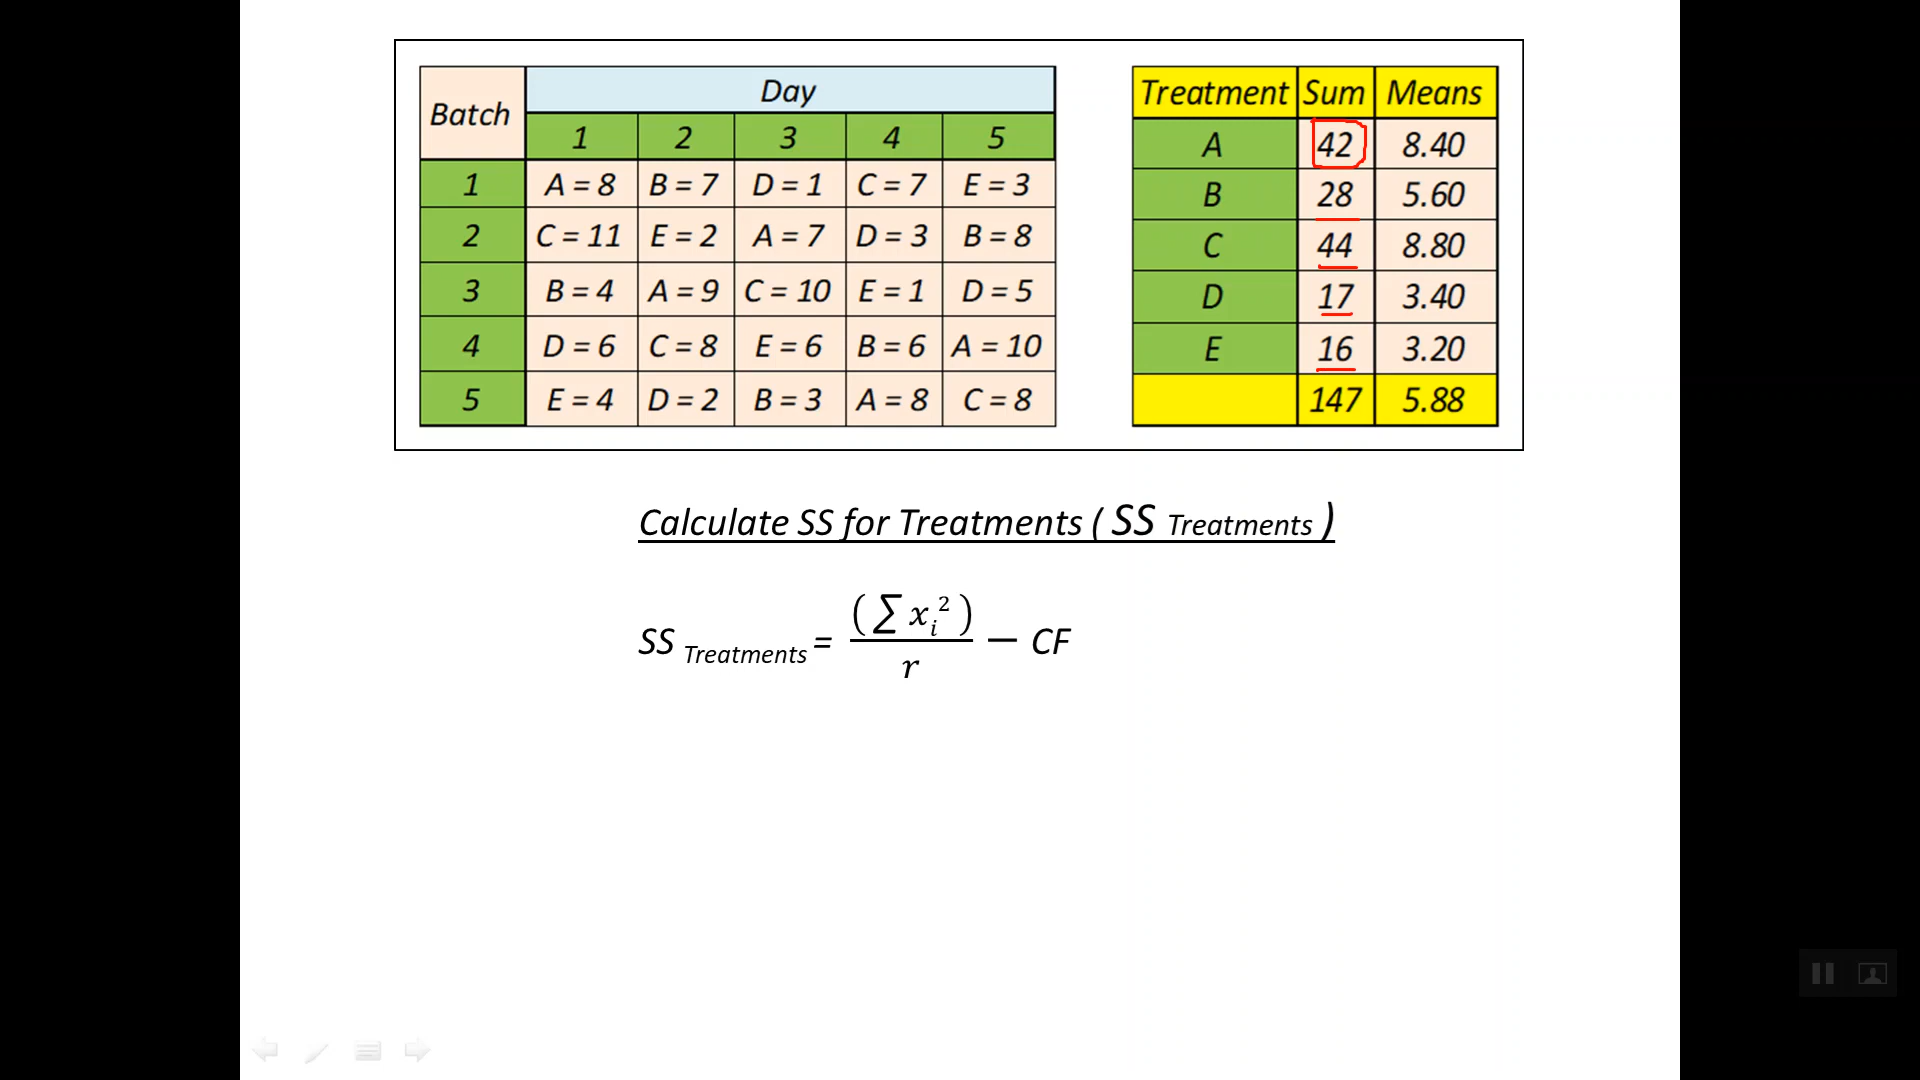 Batch Day
1 2 3 4 5
1 A = 8 B = 7 D = 1 C = 7 E = 3
2 C = 11 E = 2 A = 7 D = 3 B = 8
3 B = 4 A = 9 C = 10 E = 1 D = 5
4 D = 6 C = 8 E = 6 B = 6 A = 10
5 E = 4 D = 2 B = 3 A = 8 C = 8
Treatment Sum Means
A 42 8.40
B 28 5.60
C 44 8.80
D 17 3.40
E 16 3.20
147 5.88
Calculate SS for Treatments ( SS Treatments )
SS Treatments = (∑ xᵢ²) / r − CF